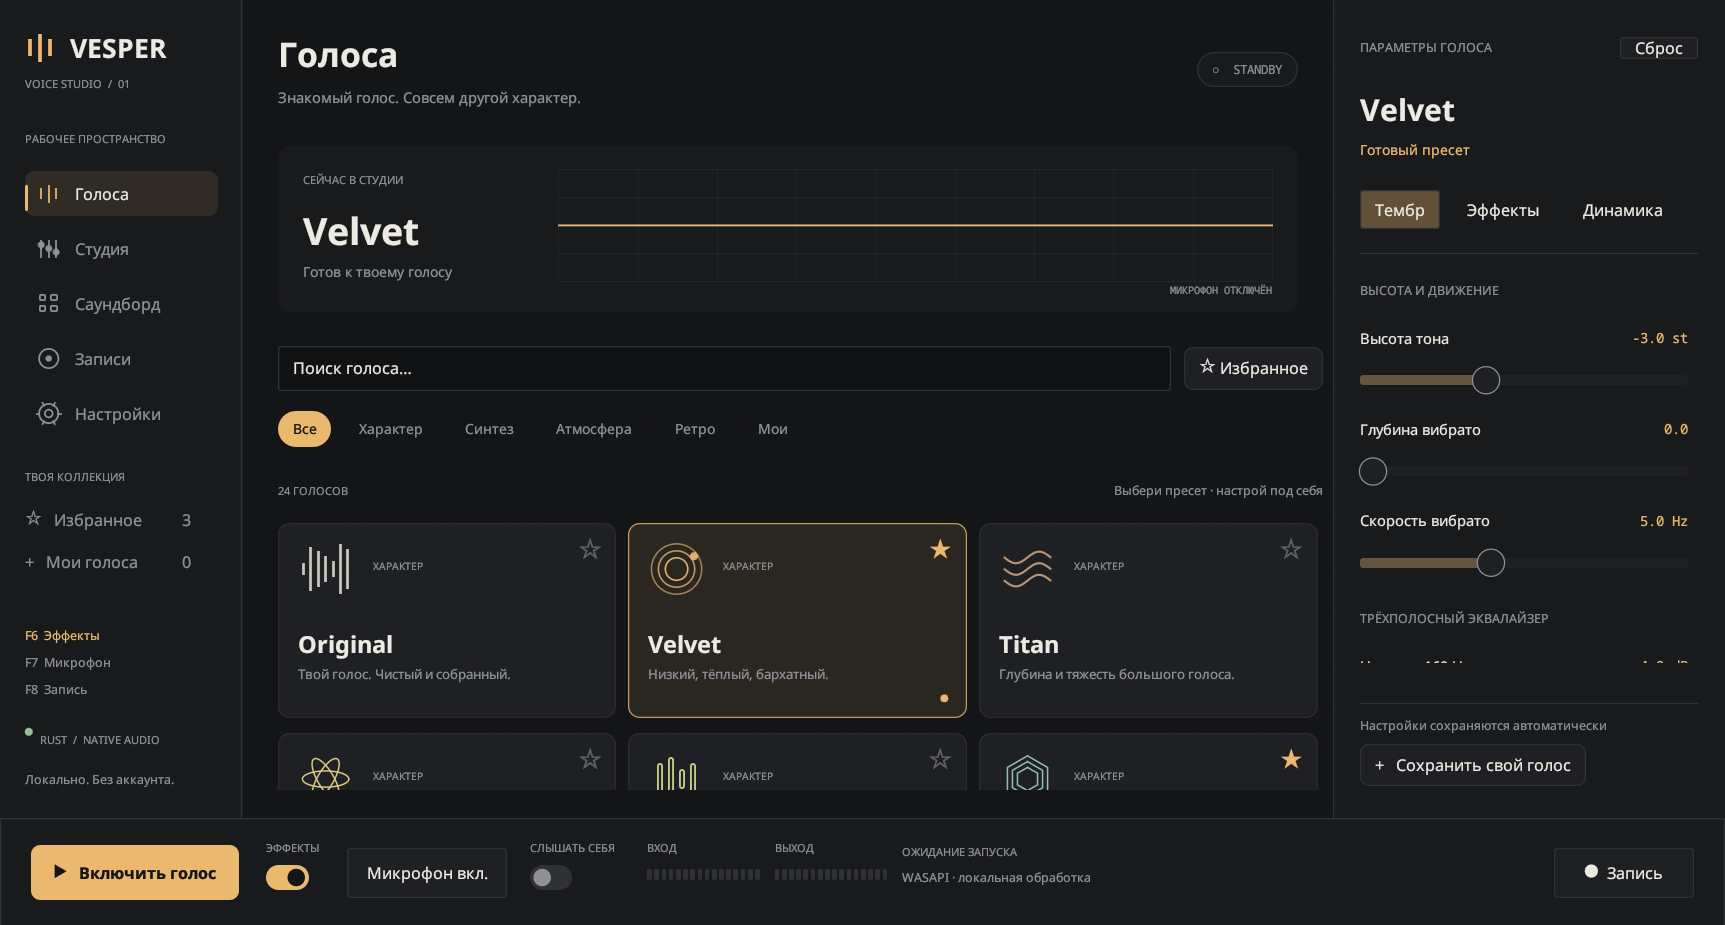 VESPER
VOICE STUDIO / 01
РАБОЧЕЕ ПРОСТРАНСТВО
Голоса
Студия
Саундборд
Записи
Настройки
ТВОЯ КОЛЛЕКЦИЯ
☆ Избранное 3
+ Мои голоса 0
F6 Эффекты
F7 Микрофон
F8 Запись
RUST / NATIVE AUDIO
Локально. Без аккаунта.
Голоса
Знакомый голос. Совсем другой характер.
STANDBY
СЕЙЧАС В СТУДИИ
Velvet
Готов к твоему голосу
МИКРОФОН ОТКЛЮЧЁН
Поиск голоса...
☆ Избранное
Все Характер Синтез Атмосфера Ретро Мои
24 ГОЛОСОВ
Выбери пресет · настрой под себя
ХАРАКТЕР
Original
Твой голос. Чистый и собранный.
ХАРАКТЕР
Velvet
Низкий, тёплый, бархатный.
ХАРАКТЕР
Titan
Глубина и тяжесть большого голоса.
ХАРАКТЕР
ХАРАКТЕР
ХАРАКТЕР
ПАРАМЕТРЫ ГОЛОСА
Сброс
Velvet
Готовый пресет
Тембр Эффекты Динамика
ВЫСОТА И ДВИЖЕНИЕ
Высота тона -3.0 st
Глубина вибрато 0.0
Скорость вибрато 5.0 Hz
ТРЁХПОЛОСНЫЙ ЭКВАЛАЙЗЕР
Настройки сохраняются автоматически
+ Сохранить свой голос
Включить голос
ЭФФЕКТЫ
Микрофон вкл.
СЛЫШАТЬ СЕБЯ
ВХОД
ВЫХОД
ОЖИДАНИЕ ЗАПУСКА
WASAPI · локальная обработка
Запись